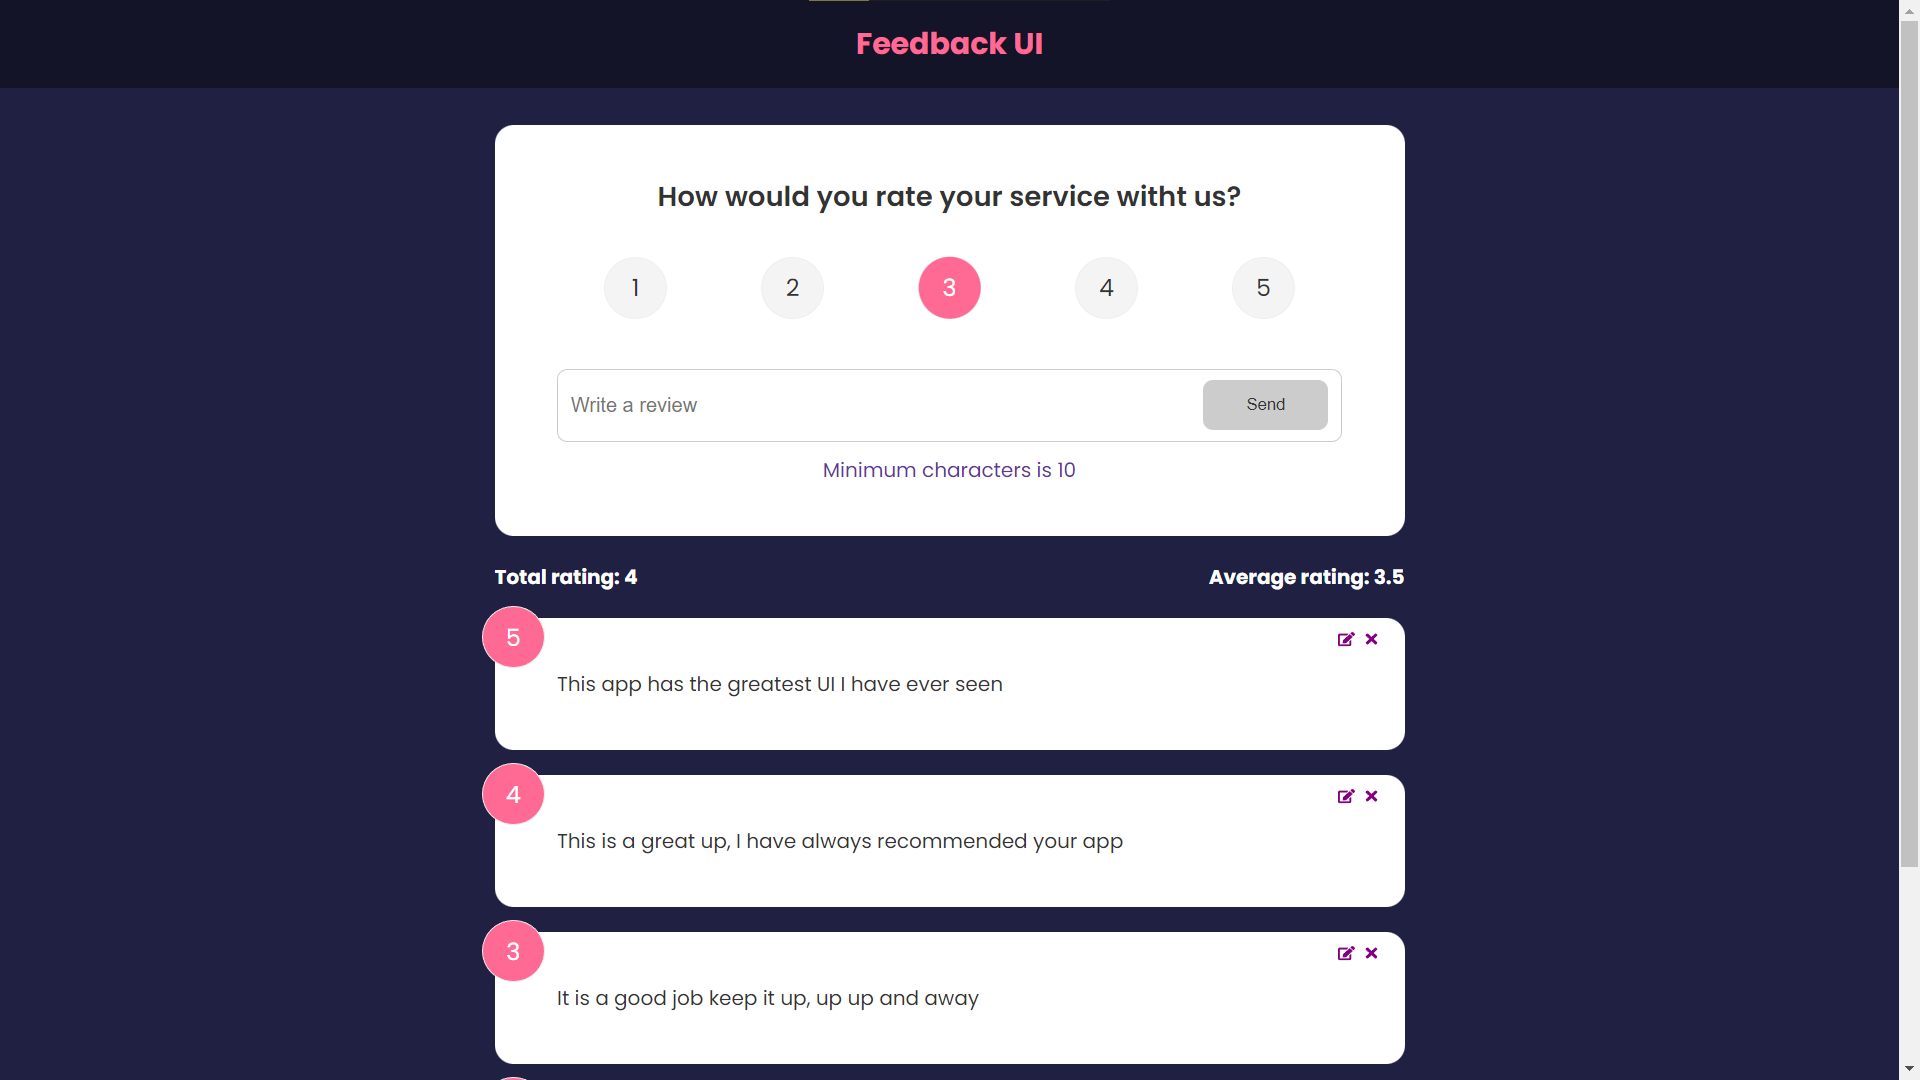 Feedback UI
How would you rate your service witht us?
1 2 3 4 5
Write a review Send
Minimum characters is 10
Total rating: 4 Average rating: 3.5
5
This app has the greatest UI I have ever seen
4
This is a great up, I have always recommended your app
3
It is a good job keep it up, up up and away